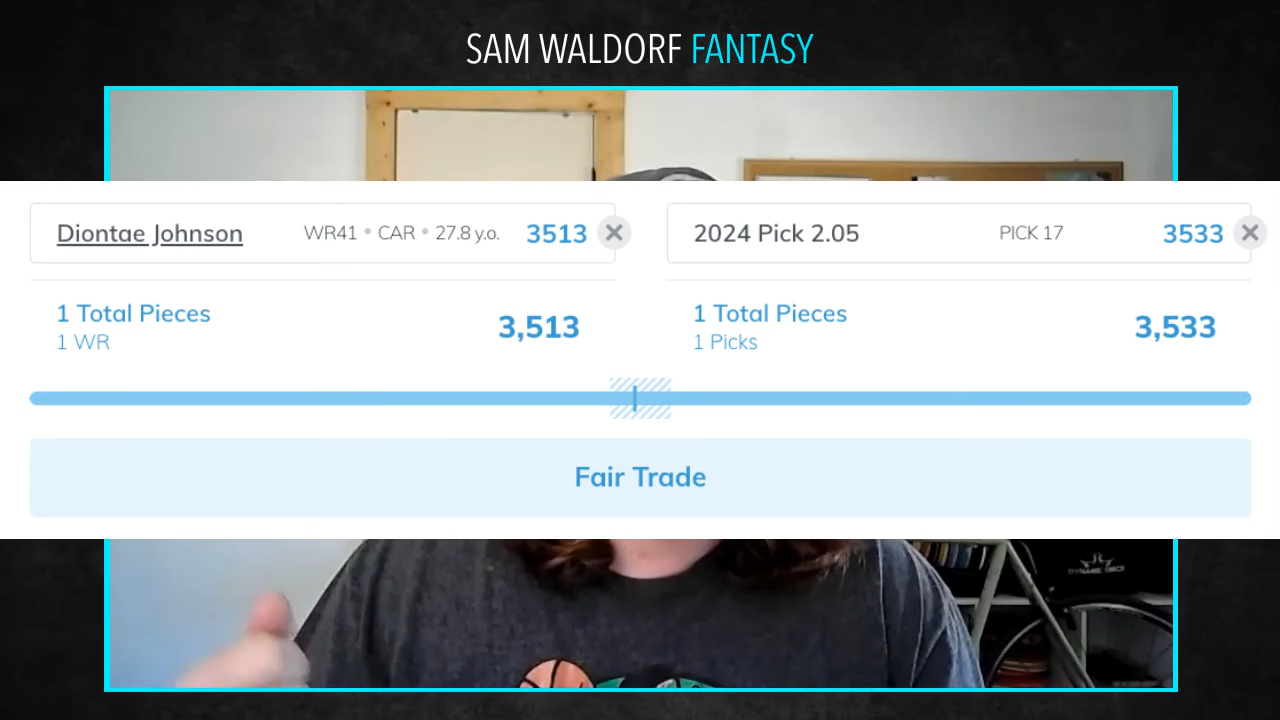 SAM WALDORF FANTASY
Diontae Johnson WR41 • CAR • 27.8 y.o. 3513
2024 Pick 2.05 PICK 17 3533
1 Total Pieces
1 WR
3,513
1 Total Pieces
1 Picks
3,533
Fair Trade